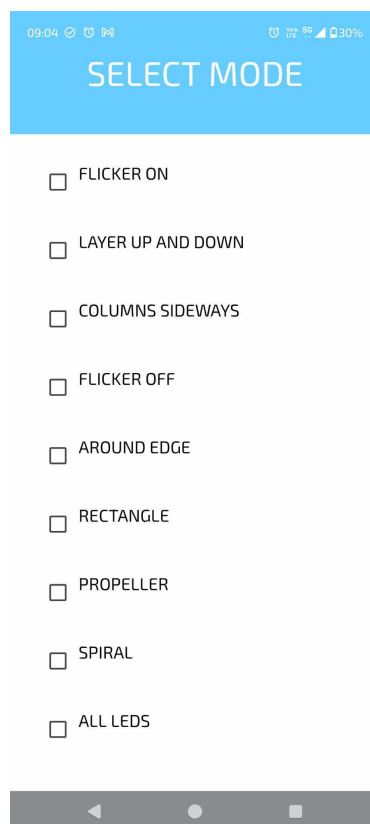 09:04 5G 30%
SELECT MODE
FLICKER ON
LAYER UP AND DOWN
COLUMNS SIDEWAYS
FLICKER OFF
AROUND EDGE
RECTANGLE
PROPELLER
SPIRAL
ALL LEDS